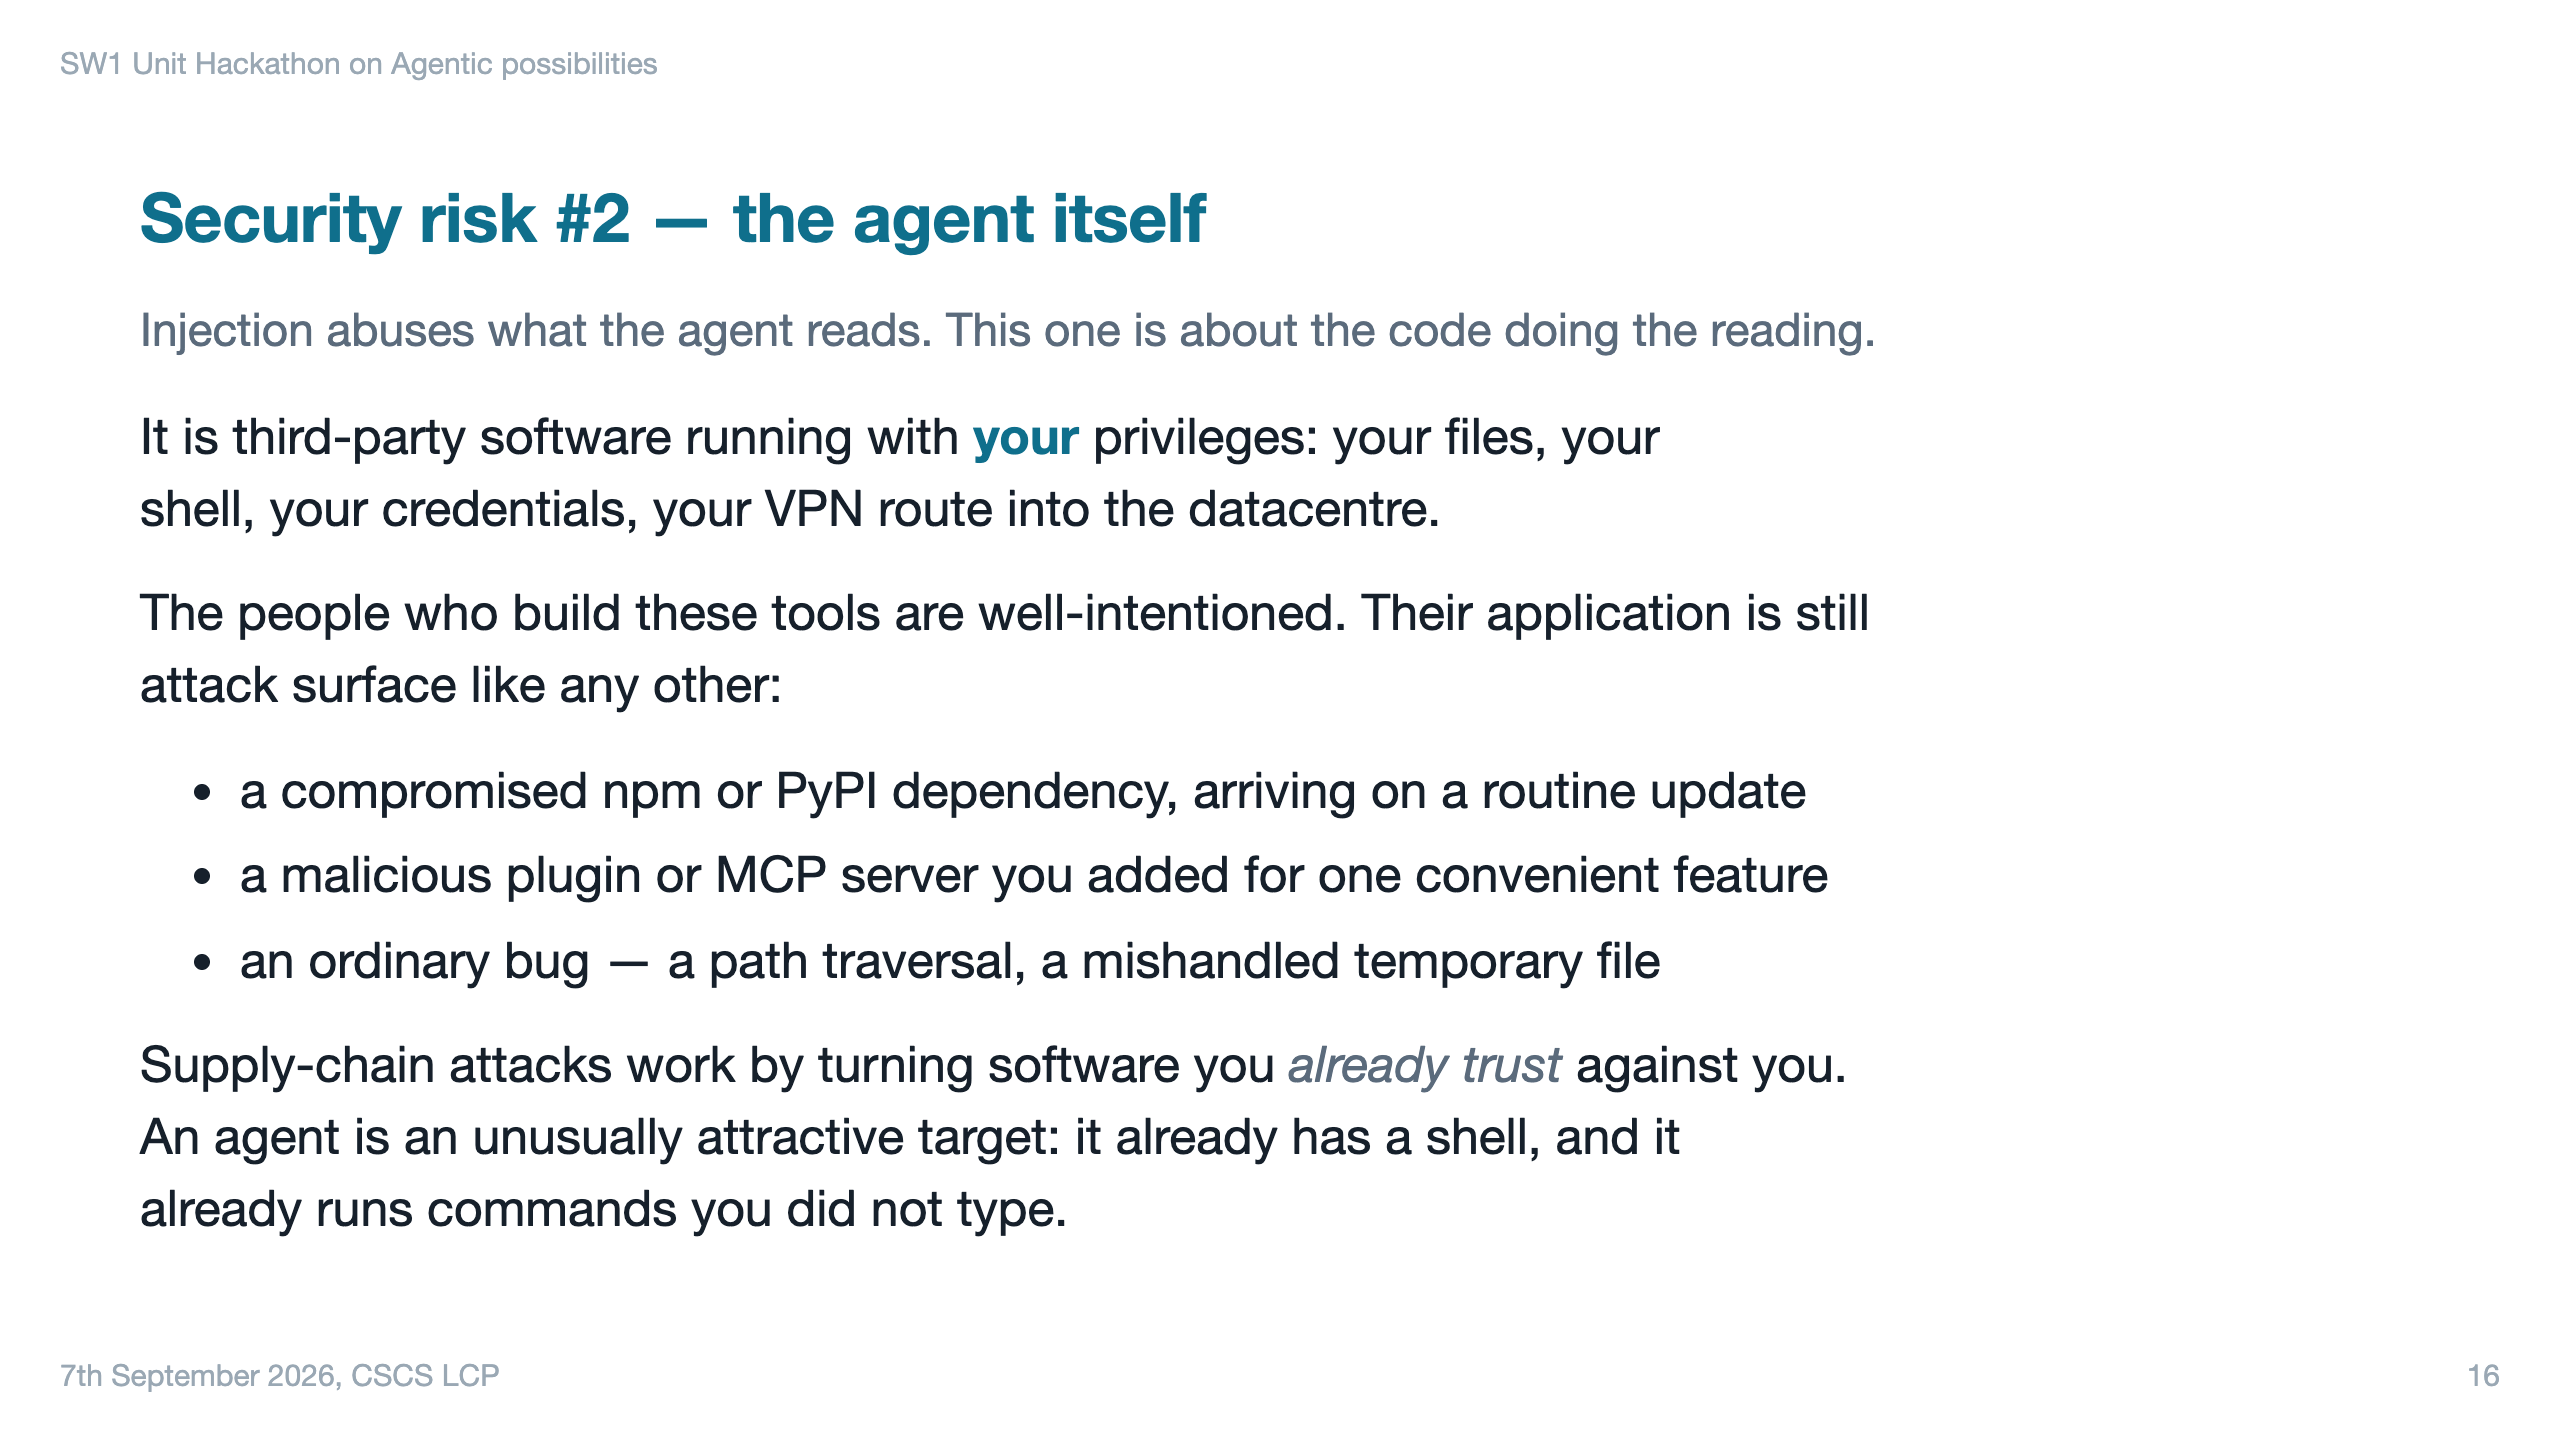 SW1 Unit Hackathon on Agentic possibilities
Security risk #2 — the agent itself
Injection abuses what the agent reads. This one is about the code doing the reading.
It is third-party software running with your privileges: your files, your
shell, your credentials, your VPN route into the datacentre.
The people who build these tools are well-intentioned. Their application is still
attack surface like any other:
• a compromised npm or PyPI dependency, arriving on a routine update
• a malicious plugin or MCP server you added for one convenient feature
• an ordinary bug — a path traversal, a mishandled temporary file
Supply-chain attacks work by turning software you already trust against you.
An agent is an unusually attractive target: it already has a shell, and it
already runs commands you did not type.
7th September 2026, CSCS LCP
16